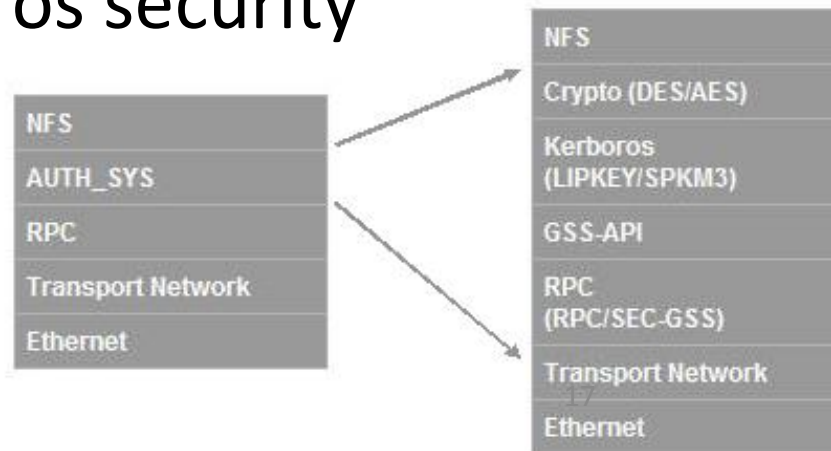 os security
NFS
AUTH_SYS
RPC
Transport Network
Ethernet
NFS
Crypto (DES/AES)
Kerboros
(LIPKEY/SPKM3)
GSS-API
RPC
(RPC/SEC-GSS)
Transport Network
17
Ethernet